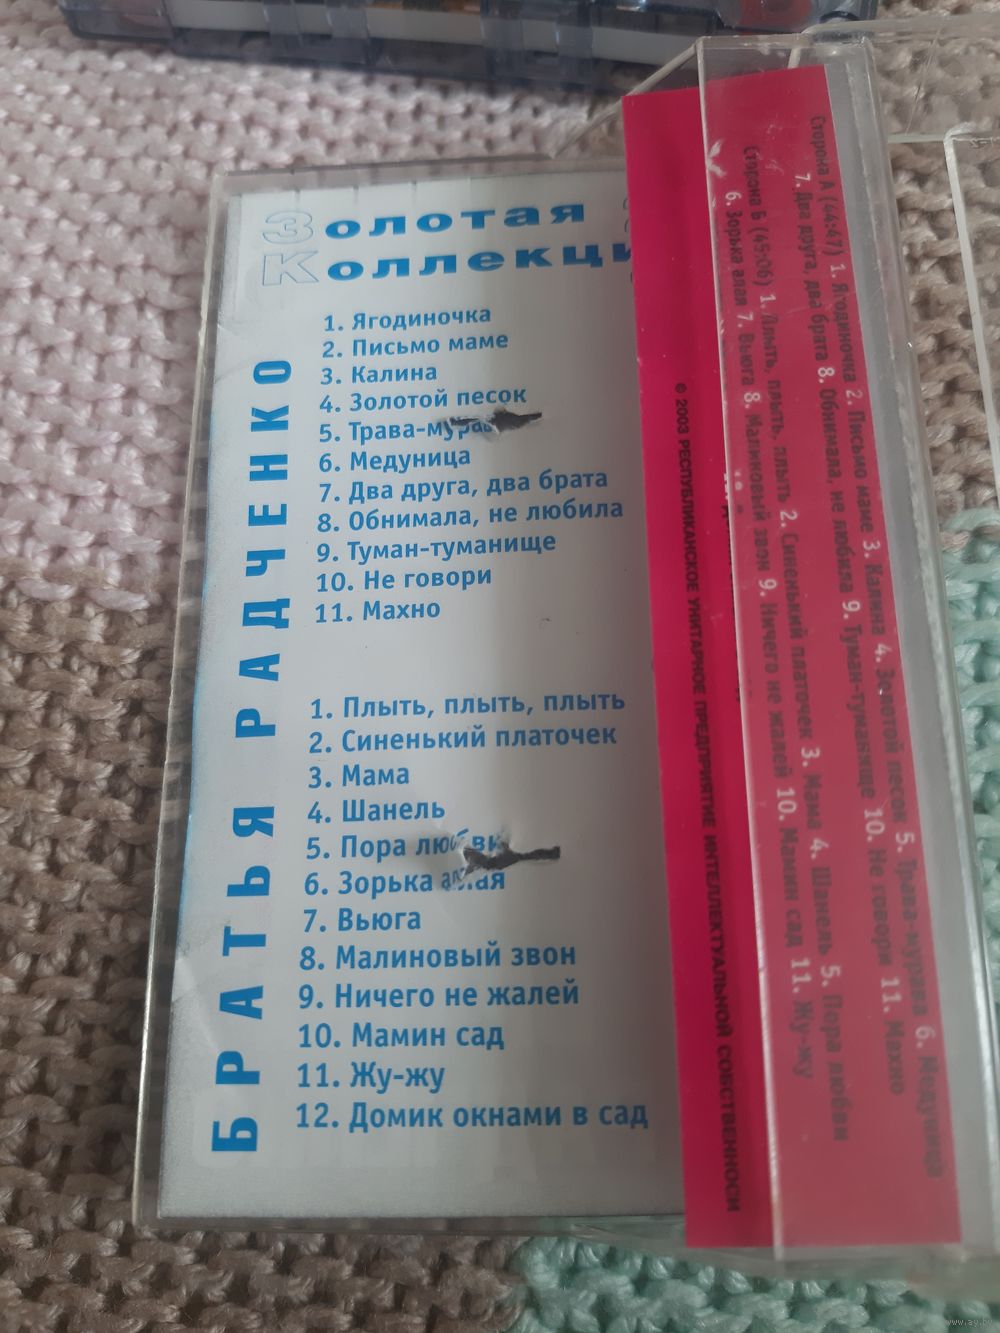 Золотая
Коллекци
БРАТЬЯ РАДЧЕНКО
1. Ягодиночка
2. Письмо маме
3. Калина
4. Золотой песок
5. Трава-мурав
6. Медуница
7. Два друга, два брата
8. Обнимала, не любила
9. Туман-туманище
10. Не говори
11. Махно
1. Плыть, плыть, плыть
2. Синенький платочек
3. Мама
4. Шанель
5. Пора любви
6. Зорька алая
7. Вьюга
8. Малиновый звон
9. Ничего не жалей
10. Мамин сад
11. Жу-жу
12. Домик окнами в сад
Сторона А (44:47) 1. Ягодиночка 2. Письмо маме 3. Калина 4. Золотой песок 5. Трава-мурава 6. Медуница
7. Два друга, два брата 8. Обнимала, не любила 9. Туман-туманище 10. Не говори 11. Махно
Сторона Б (45:06) 1. Плыть, плыть, плыть 2. Синенький платочек 3. Мама 4. Шанель 5. Пора любви
6. Зорька алая 7. Вьюга 8. Малиновый звон 9. Ничего не жалей 10. Мамин сад 11. Жу-жу
© 2003 РЕСПУБЛИКАНСКОЕ УНИТАРНОЕ ПРЕДПРИЯТИЕ ИНТЕЛЛЕКТУАЛЬНОЙ СОБСТВЕННОСТИ
www.ay.by